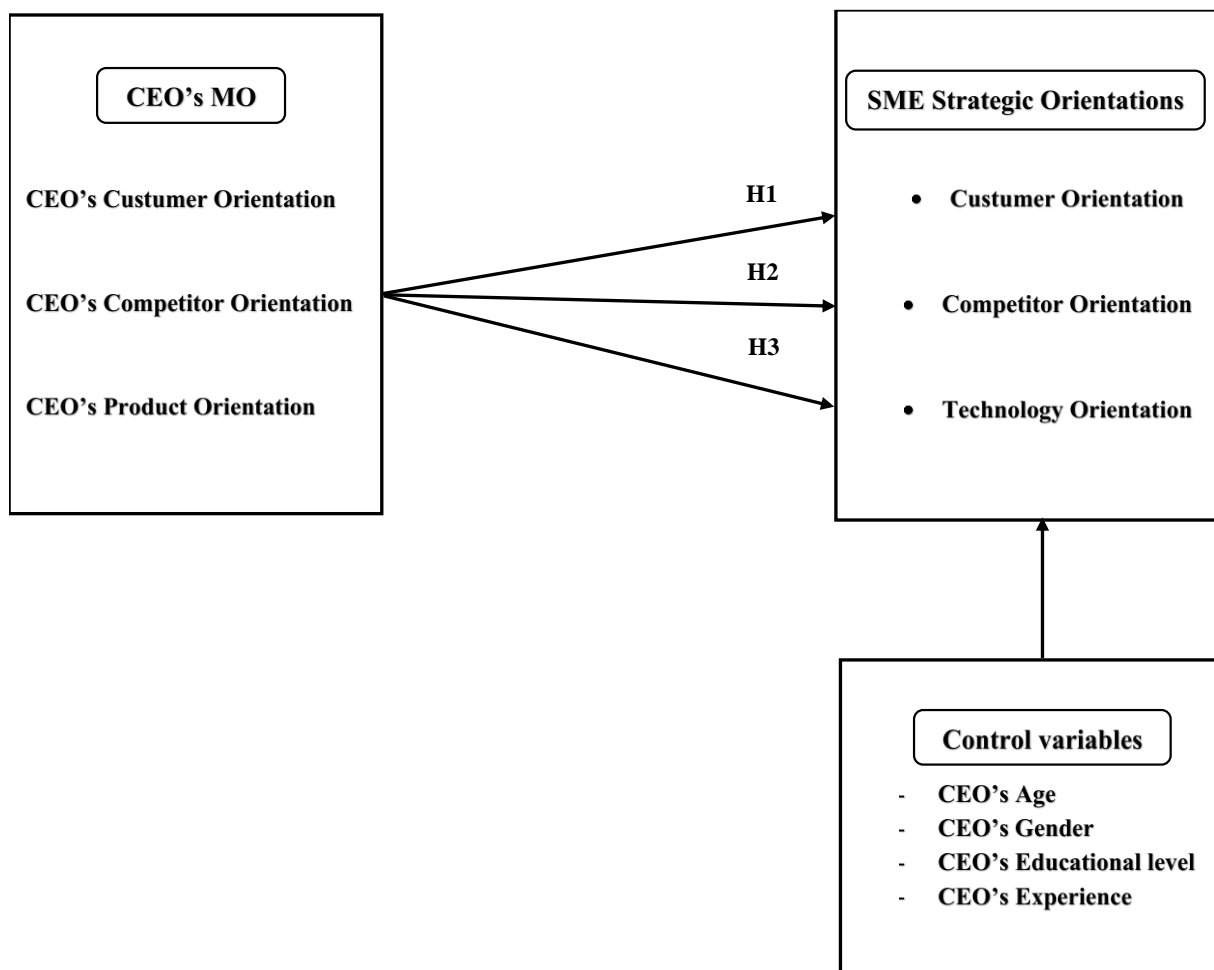 CEO’s MO
CEO’s Custumer Orientation
CEO’s Competitor Orientation
CEO’s Product Orientation
H1
H2
H3
SME Strategic Orientations
• Custumer Orientation
• Competitor Orientation
• Technology Orientation
Control variables
- CEO’s Age
- CEO’s Gender
- CEO’s Educational level
- CEO’s Experience